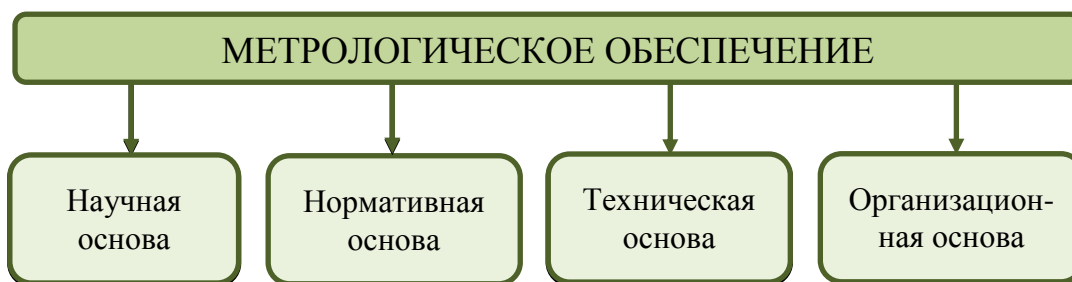 МЕТРОЛОГИЧЕСКОЕ ОБЕСПЕЧЕНИЕ
Научная
основа
Нормативная
основа
Техническая
основа
Организацион-
ная основа